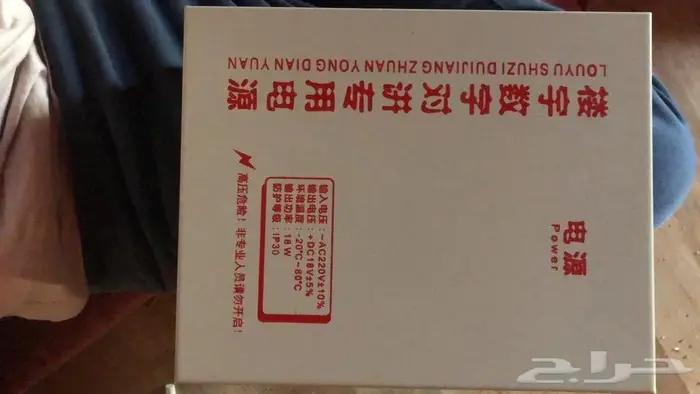 楼宇数字对讲专用电源
LOUYU SHUZI DUIJIANG ZHUAN YONG DIAN YUAN
电源
Power
输入电压：~AC220V±10%
输出电压：+DC18V±5%
环境温度：-20℃~80℃
输出功率：18W
防护等级：IP30
高压危险！非专业人员请勿开启！
حراج